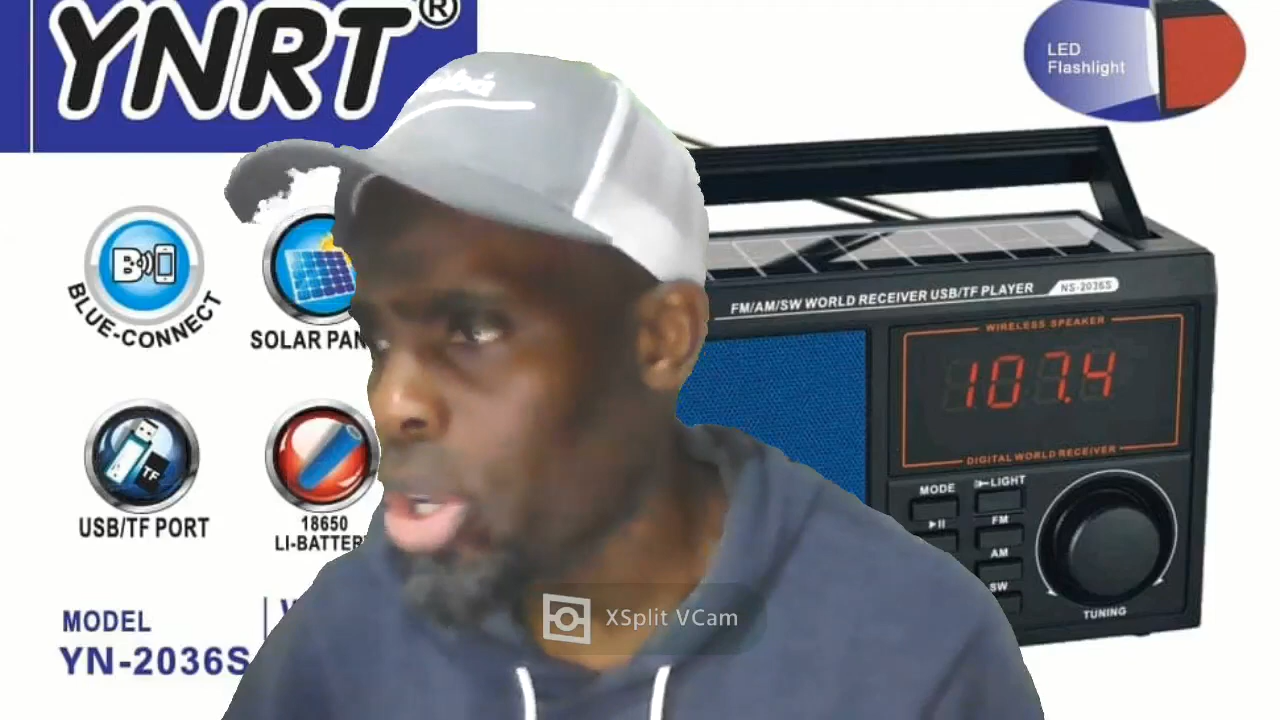 YNRT®
LED
Flashlight
BLUE-CONNECT
SOLAR PAN
FM/AM/SW WORLD RECEIVER USB/TF PLAYER NS-2036S
WIRELESS SPEAKER
107.4
DIGITAL WORLD RECEIVER
TF
USB/TF PORT
18650
LI-BATTER
MODE
LIGHT
FM
AM
SW
TUNING
MODEL
YN-2036S
XSplit VCam